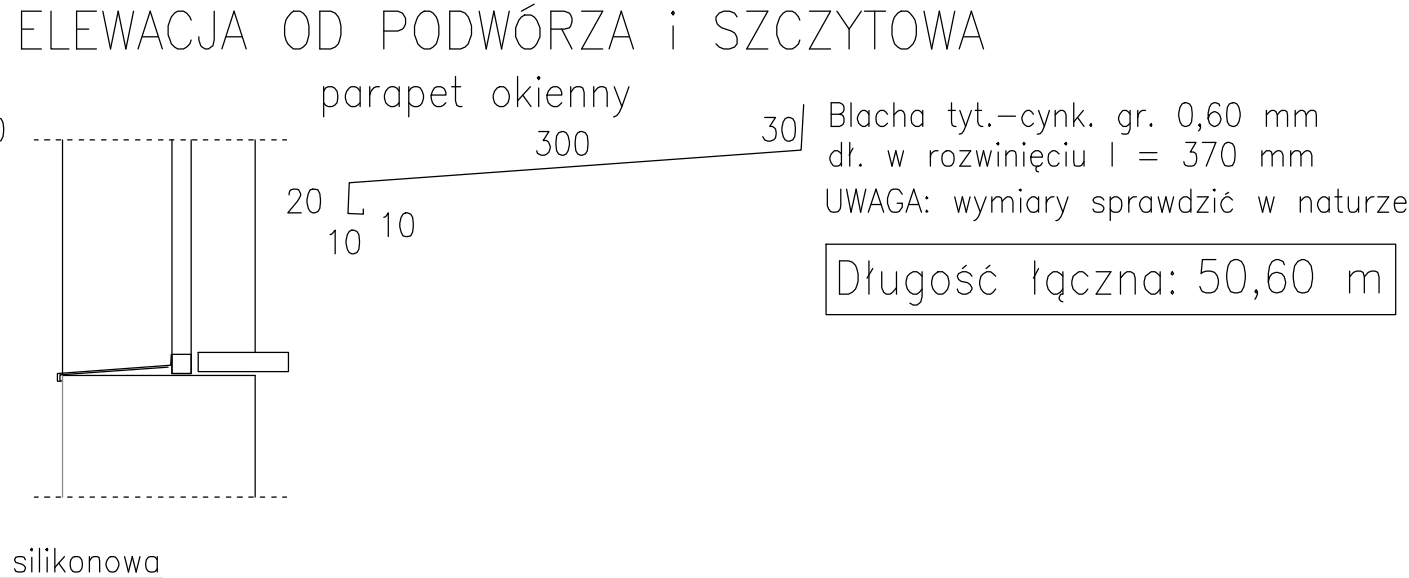 ELEWACJA OD PODWÓRZA i SZCZYTOWA
parapet okienny
0
300
30
20
10
10
Blacha tyt.-cynk. gr. 0,60 mm
dł. w rozwinięciu l = 370 mm
UWAGA: wymiary sprawdzić w naturze
Długość łączna: 50,60 m
silikonowa